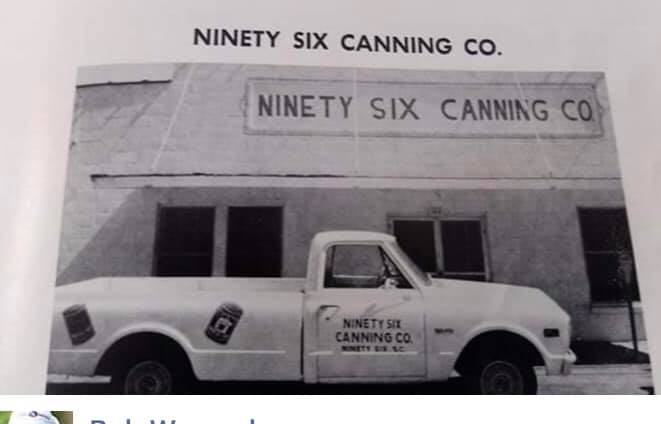 NINETY SIX CANNING CO.
NINETY SIX CANNING CO.
NINETY SIX
CANNING CO.
NINETY SIX, S.C.